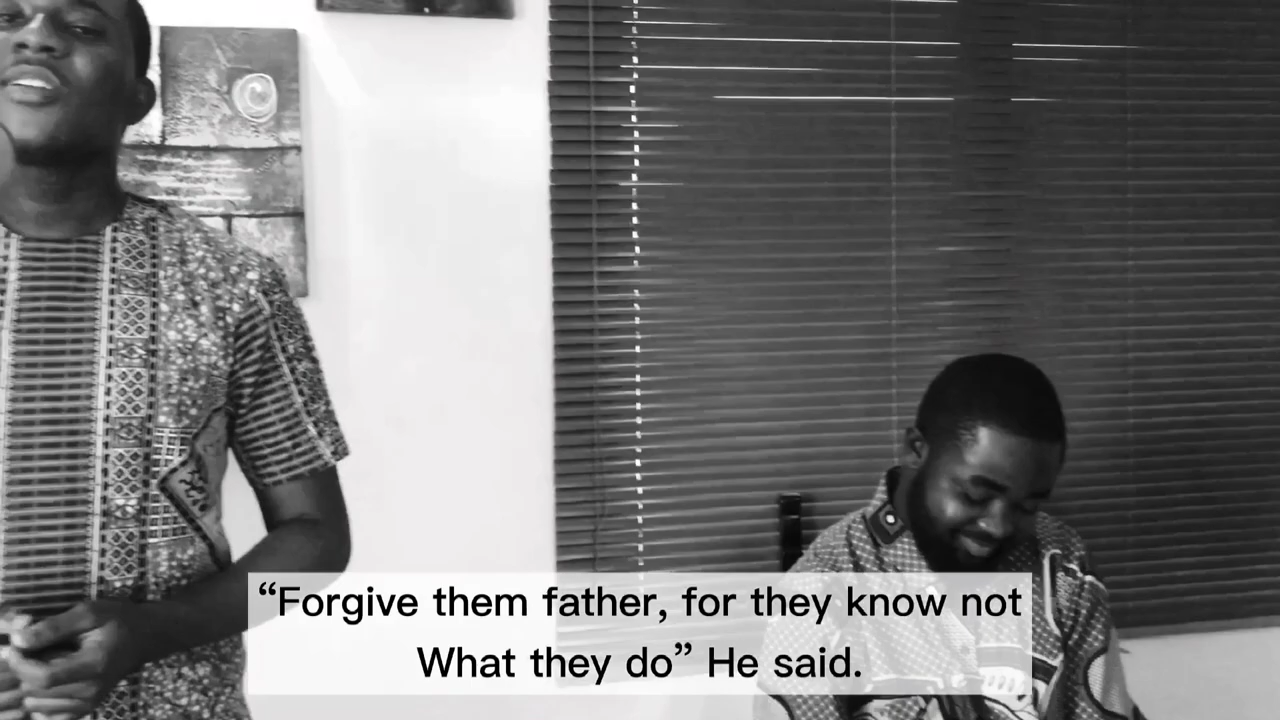 “Forgive them father, for they know not
What they do” He said.